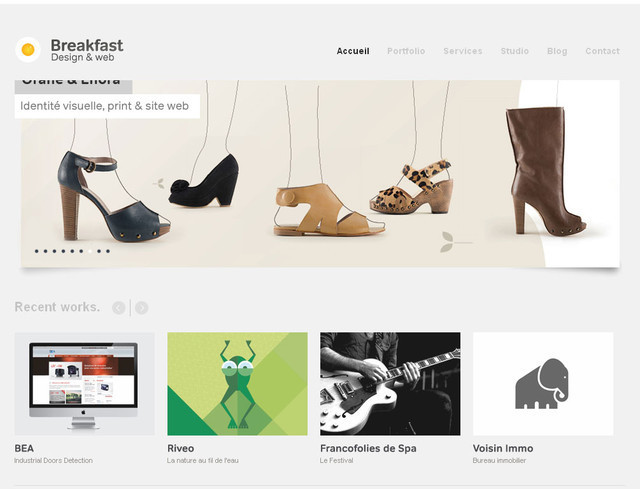 Breakfast
Design & web
Accueil Portfolio Services Studio Blog Contact
Orane & Enora
Identité visuelle, print & site web
Recent works.
BEA
Industrial Doors Detection
Riveo
La nature au fil de l'eau
Francofolies de Spa
Le Festival
Voisin Immo
Bureau immobilier